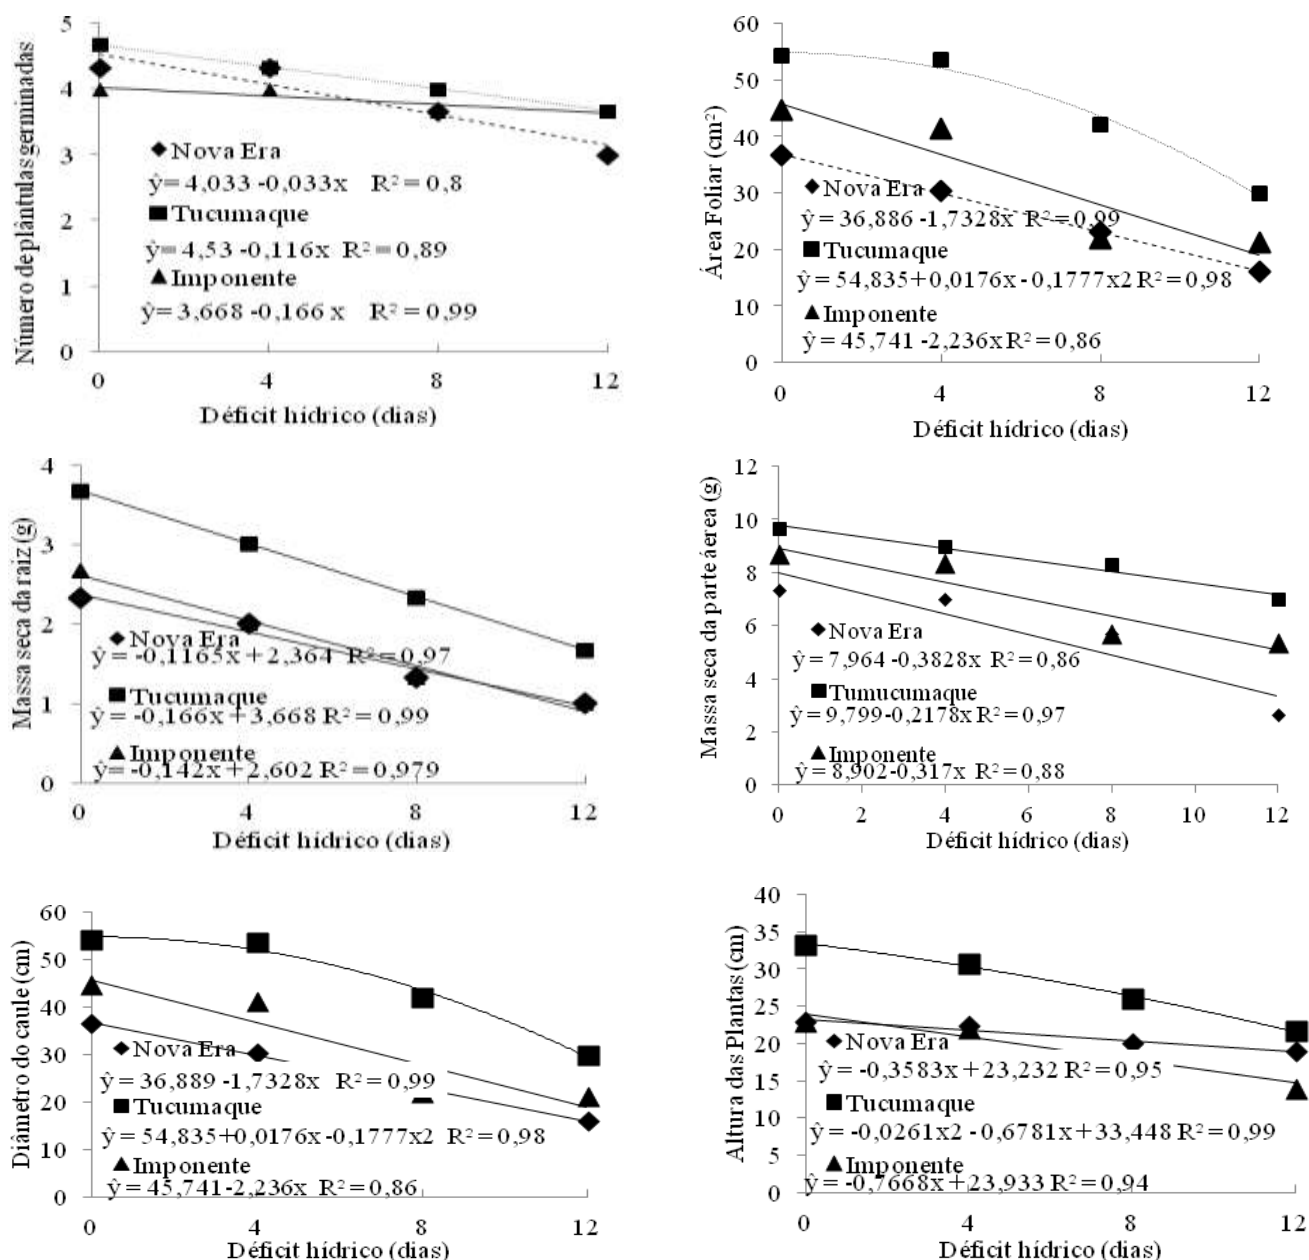 5
4
3
2
1
0
0 4 8 12
Número de plântulas germinadas
Nova Era
ŷ= 4,033 -0,033x R² = 0,8
Tucumaque
ŷ= 4,53 -0,116x R² = 0,89
Imponente
ŷ= 3,668 -0,166 x R² = 0,99
Déficit hídrico (dias)
60
50
40
30
20
10
0
0 4 8 12
Área Foliar (cm²)
Nova Era
ŷ = 36,886 -1,7328x R² = 0,99
Tucumaque
ŷ = 54,835+0,0176x-0,1777x2 R² = 0,98
Imponente
ŷ = 45,741 -2,236x R² = 0,86
Déficit hídrico (dias)
4
3
2
1
0
0 4 8 12
Massa seca da raiz (g)
Nova Era
ŷ = -0,1165x + 2,364 R² = 0,97
Tucumaque
ŷ = -0,166x + 3,668 R² = 0,99
Imponente
ŷ = -0,142x + 2,602 R² = 0,979
Déficit hídrico (dias)
12
10
8
6
4
2
0
0 2 4 6 8 10 12
Massa seca da parte áerea (g)
Nova Era
ŷ = 7,964 -0,3828x R² = 0,86
Tumucumaque
ŷ = 9,799-0,2178x R² = 0,97
Imponente
ŷ = 8,902-0,317x R² = 0,88
Déficit hídrico (dias)
60
50
40
30
20
10
0
0 4 8 12
Diâmetro do caule (cm)
Nova Era
ŷ = 36,889 -1,7328x R² = 0,99
Tucumaque
ŷ = 54,835+0,0176x -0,1777x2 R² = 0,98
Imponente
ŷ = 45,741-2,236x R² = 0,86
Déficit hídrico (dias)
40
35
30
25
20
15
10
5
0
0 4 8 12
Altura das Plantas (cm)
Nova Era
ŷ = -0,3583x + 23,232 R² = 0,95
Tucumaque
ŷ = -0,0261x2 - 0,6781x + 33,448 R² = 0,99
Imponente
ŷ = -0,7668x + 23,933 R² = 0,94
Déficit hídrico (dias)